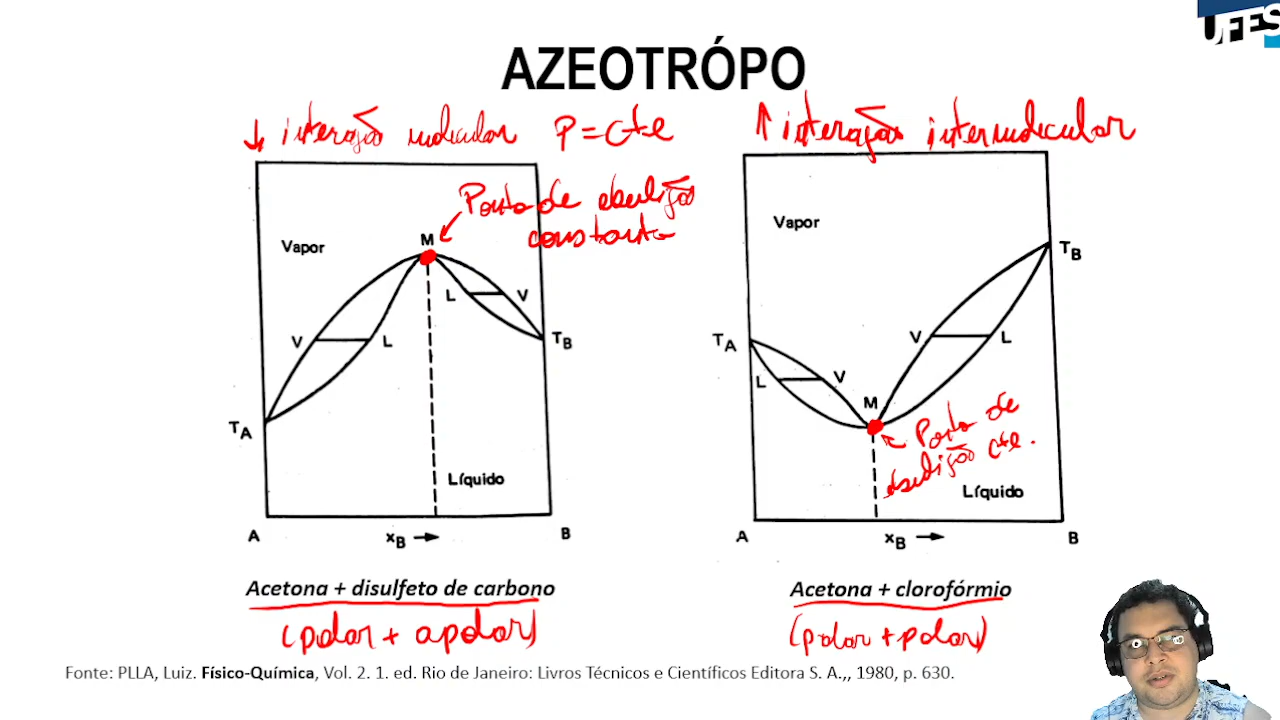 UFES
AZEOTRÓPO
↓ interação molecular P = cte
↑ interação intermolecular
Ponto de ebulição
constante
Vapor
M
L V
V L
T_A
T_B
Líquido
A x_B → B
Vapor
T_B
V L
T_A
L V
M
Ponto de
ebulição cte.
Líquido
A x_B → B
Acetona + disulfeto de carbono
(polar + apolar)
Acetona + clorofórmio
(polar + polar)
Fonte: PLLA, Luiz. Físico-Química, Vol. 2. 1. ed. Rio de Janeiro: Livros Técnicos e Científicos Editora S. A.,, 1980, p. 630.